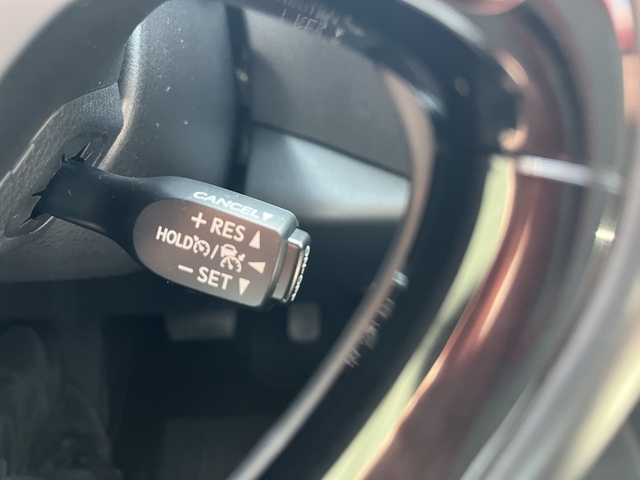 CANCEL▼
+ RES ▲
HOLD / ◀
− SET ▼